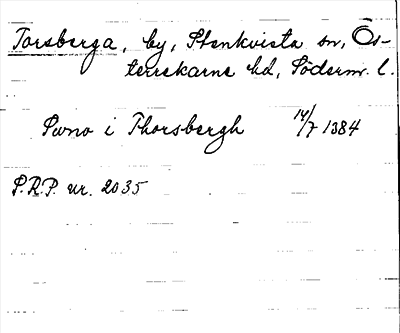 Torsberga, by, Stenkvista sn, Ös-
terrekarne hd, Söderm. l.
Swno i Thorsbergh 14/7 1384
S.R.P. nr. 2035